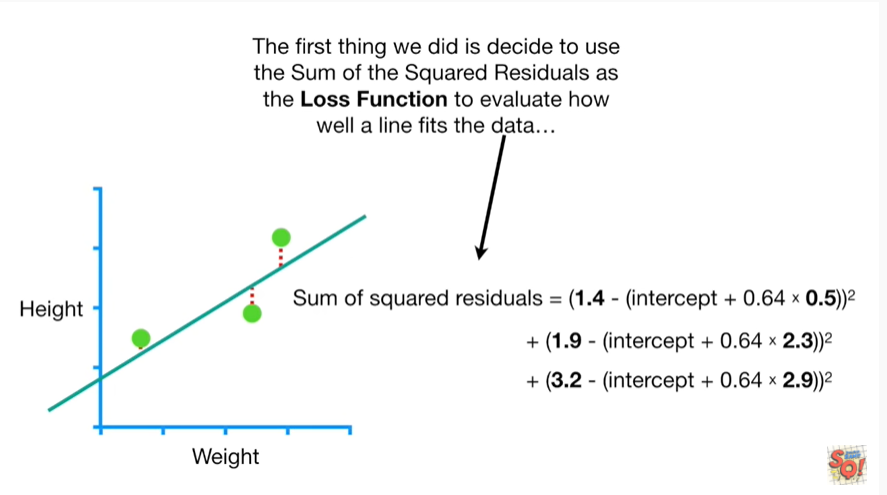 The first thing we did is decide to use
the Sum of the Squared Residuals as
the Loss Function to evaluate how
well a line fits the data…
Height
Sum of squared residuals = (1.4 - (intercept + 0.64 × 0.5))²
+ (1.9 - (intercept + 0.64 × 2.3))²
+ (3.2 - (intercept + 0.64 × 2.9))²
Weight
SQ!